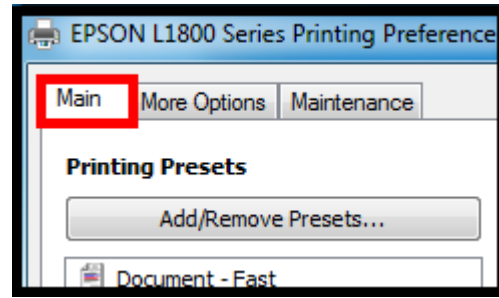 EPSON L1800 Series Printing Preference
Main More Options Maintenance
Printing Presets
Add/Remove Presets...
Document - Fast